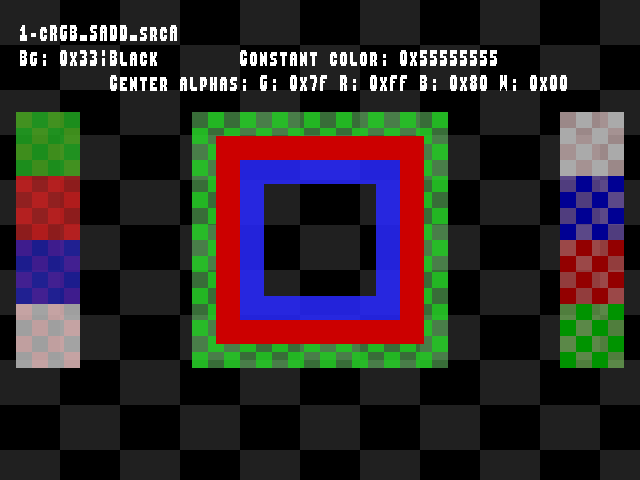 1-cRGB_SADD_srcA
Bg: 0x33:Black Constant color: 0x55555555
Center alphas: G: 0x7f R: 0xff B: 0x80 W: 0x00